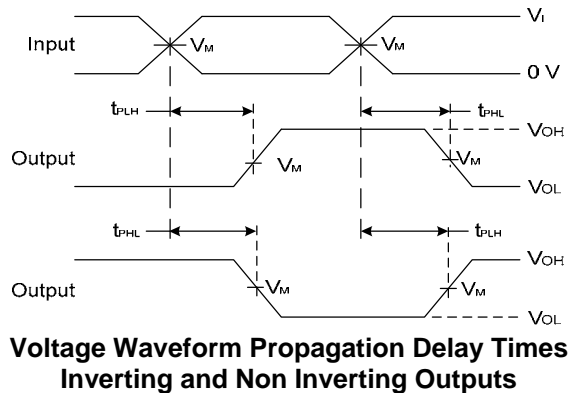 VI
Input VM VM
0 V
tPLH tPHL
VOH
Output VM VM
VOL
tPHL tPLH
VOH
Output VM VM
VOL
Voltage Waveform Propagation Delay Times
Inverting and Non Inverting Outputs